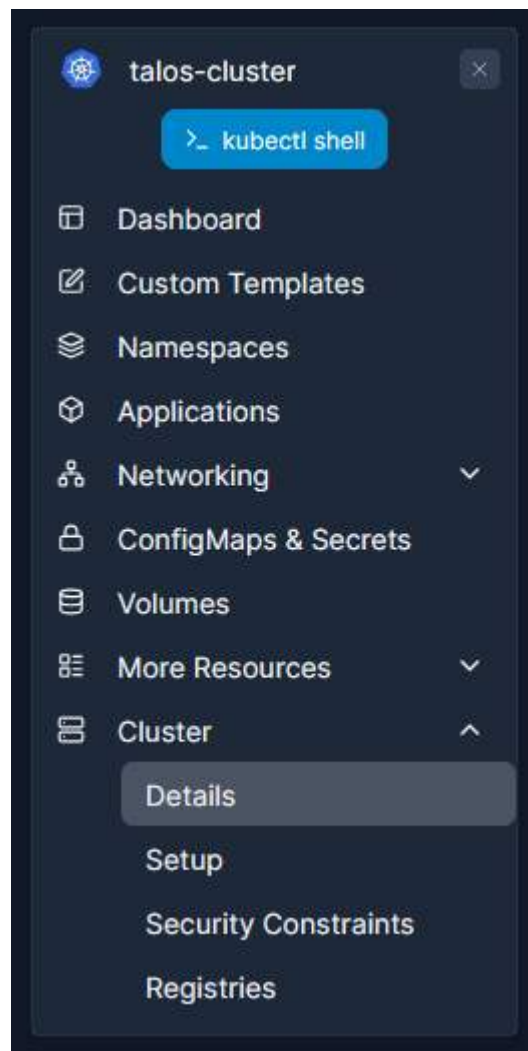 talos-cluster
kubectl shell
Dashboard
Custom Templates
Namespaces
Applications
Networking
ConfigMaps & Secrets
Volumes
More Resources
Cluster
Details
Setup
Security Constraints
Registries